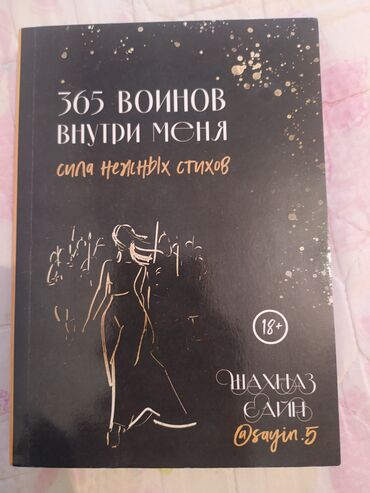 365 ВОИНОВ
ВНУТРИ МЕНЯ
сила нежных стихов
18+
ШАХНАЗ
САЙН
@sayin.5